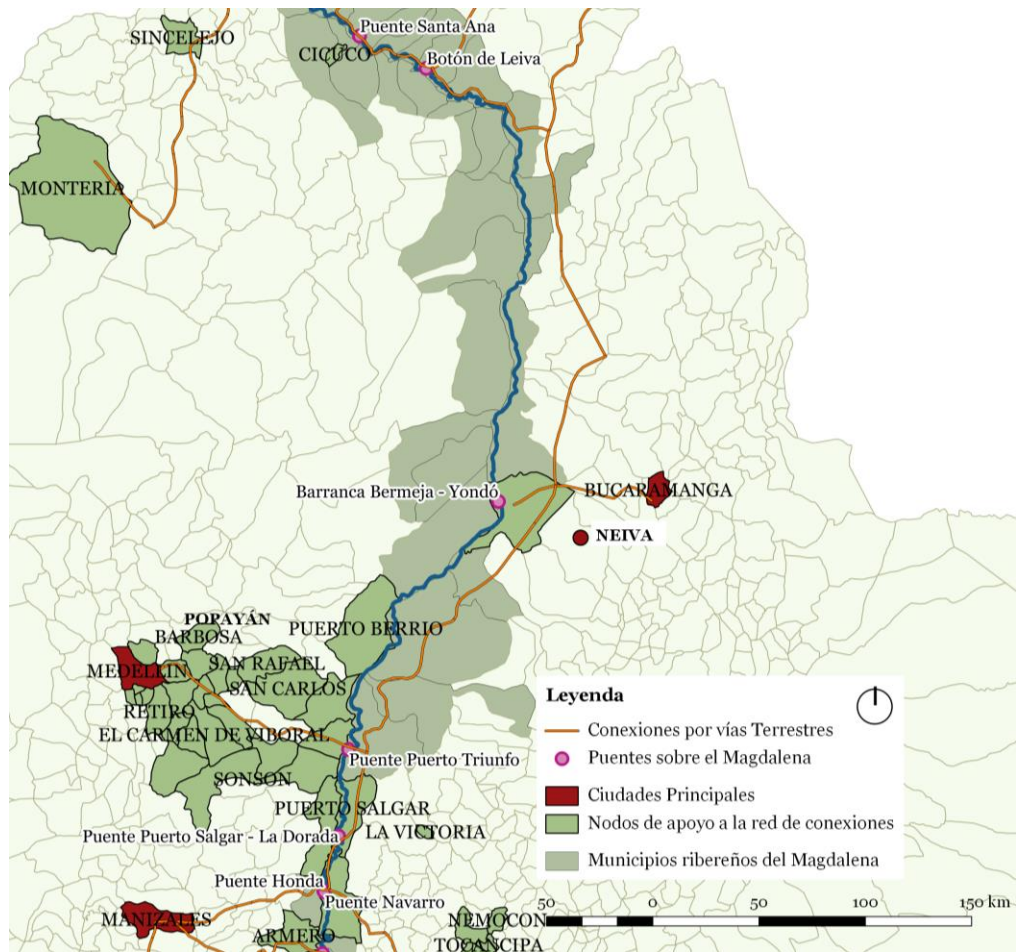 Puente Santa Ana
SINCELEJO
CICUCO
Botón de Leiva
MONTERIA
Barranca Bermeja - Yondó
BUCARAMANGA
NEIVA
POPAYÁN
BARBOSA
PUERTO BERRIO
MEDELLIN
SAN RAFAEL
SAN CARLOS
RETIRO
EL CARMEN DE VIBORAL
Puente Puerto Triunfo
SONSON
PUERTO SALGAR
LA VICTORIA
Puente Puerto Salgar - La Dorada
Puente Honda
Puente Navarro
MANIZALES
ARMERO
NEMOCON
TOCANCIPA
Leyenda
Conexiones por vías Terrestres
Puentes sobre el Magdalena
Ciudades Principales
Nodos de apoyo a la red de conexiones
Municipios ribereños del Magdalena
50 0 50 100 150 km